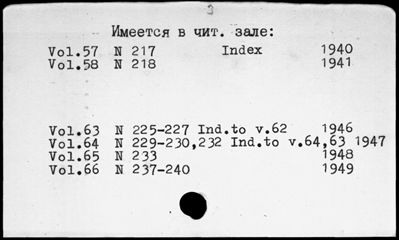 3
Имеется в чит. зале:
Vol.57 N 217 Index 1940
Vol.58 N 218 1941
Vol.63 N 225-227 Ind.to v.62 1946
Vol.64 N 229-230,232 Ind.to v.64,63 1947
Vol.65 N 233 1948
Vol.66 N 237-240 1949